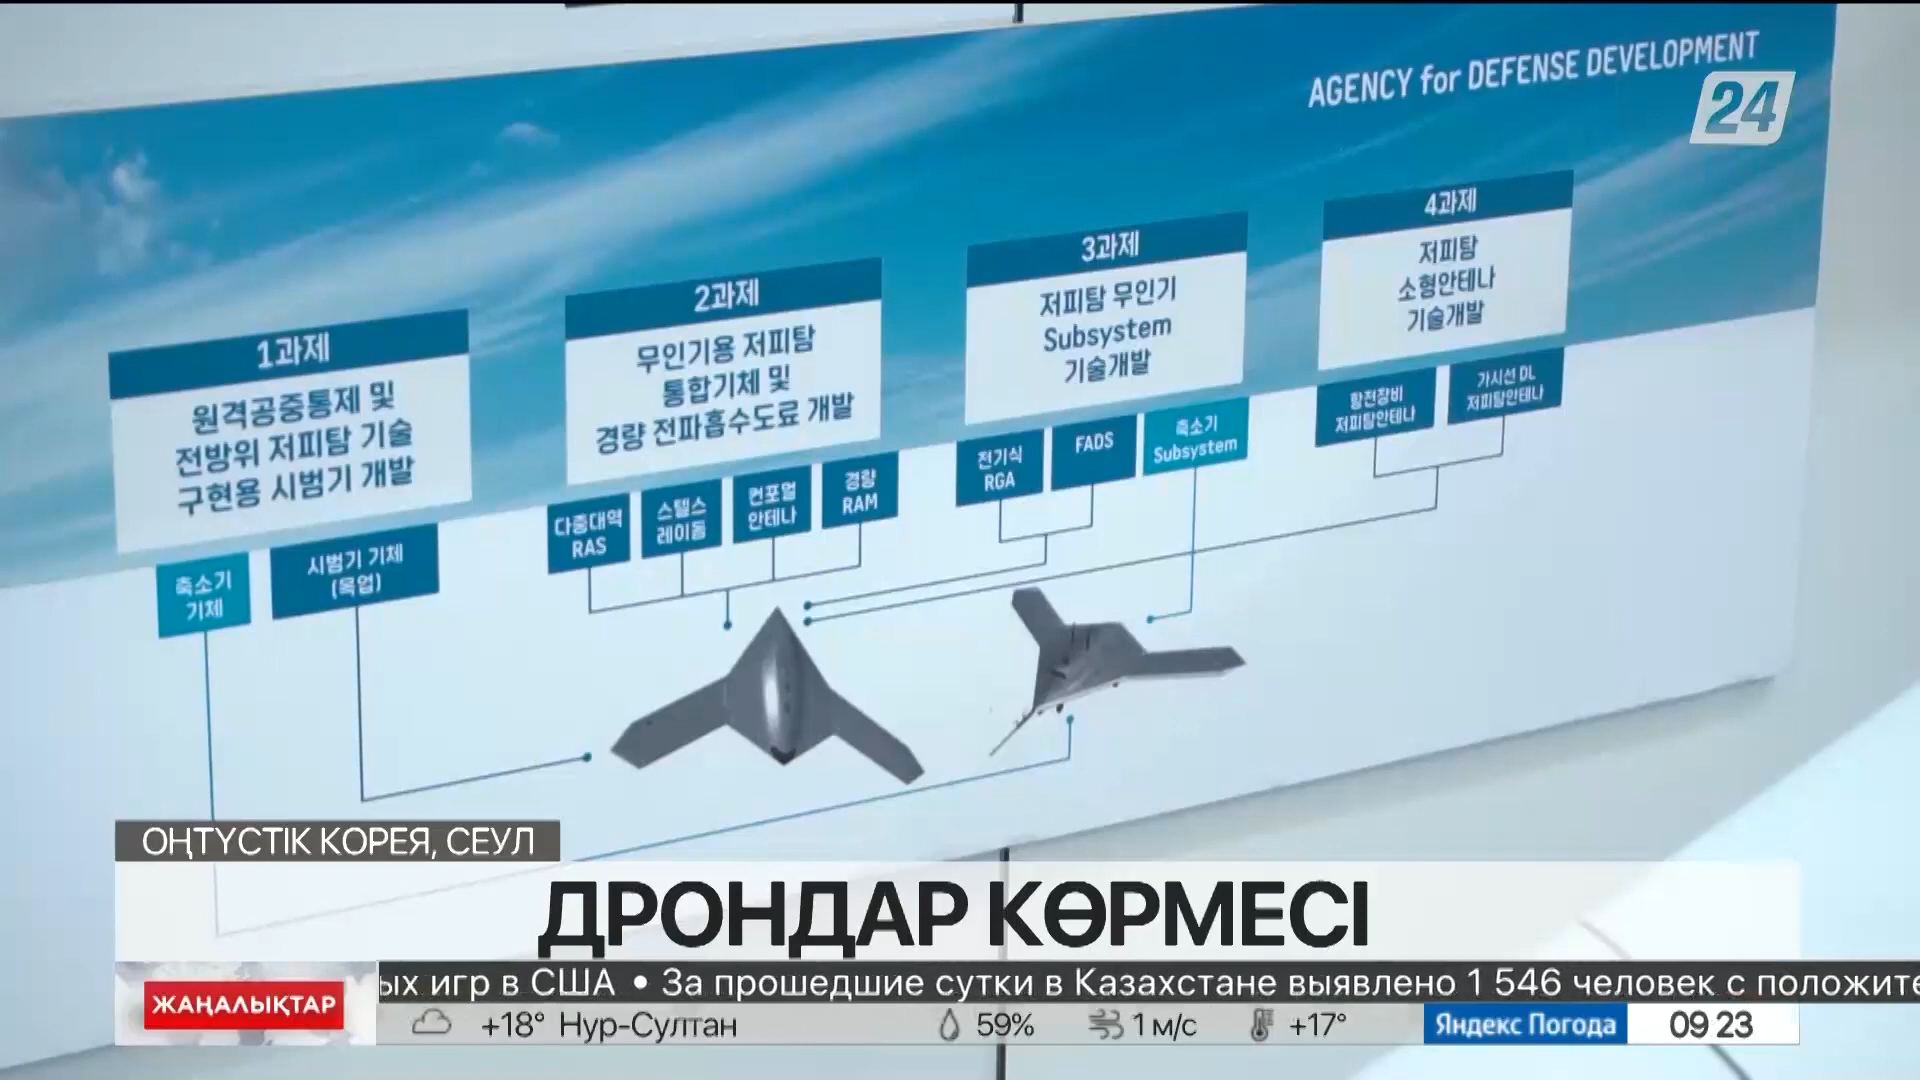 AGENCY for DEFENSE DEVELOPMENT
24
1과제
원격공중통제 및
전방위 저피탐 기술
구현용 시범기 개발
축소기
기체
시범기 기체
(목업)
2과제
무인기용 저피탐
통합기체 및
경량 전파흡수도료 개발
다중대역
RAS
스텔스
레이돔
컨포멀
안테나
경량
RAM
3과제
저피탐 무인기
Subsystem
기술개발
전기식
RGA
FADS
축소기
Subsystem
4과제
저피탐
소형안테나
기술개발
항전장비
저피탐안테나
가시선 DL
저피탐안테나
ОҢТҮСТІК КОРЕЯ, СЕУЛ
ДРОНДАР КӨРМЕСІ
ЖАҢАЛЫҚТАР
ых игр в США • За прошедшие сутки в Казахстане выявлено 1 546 человек с положите
+18° Нур-Султан 59% 1 м/с +17° Яндекс Погода 09 23